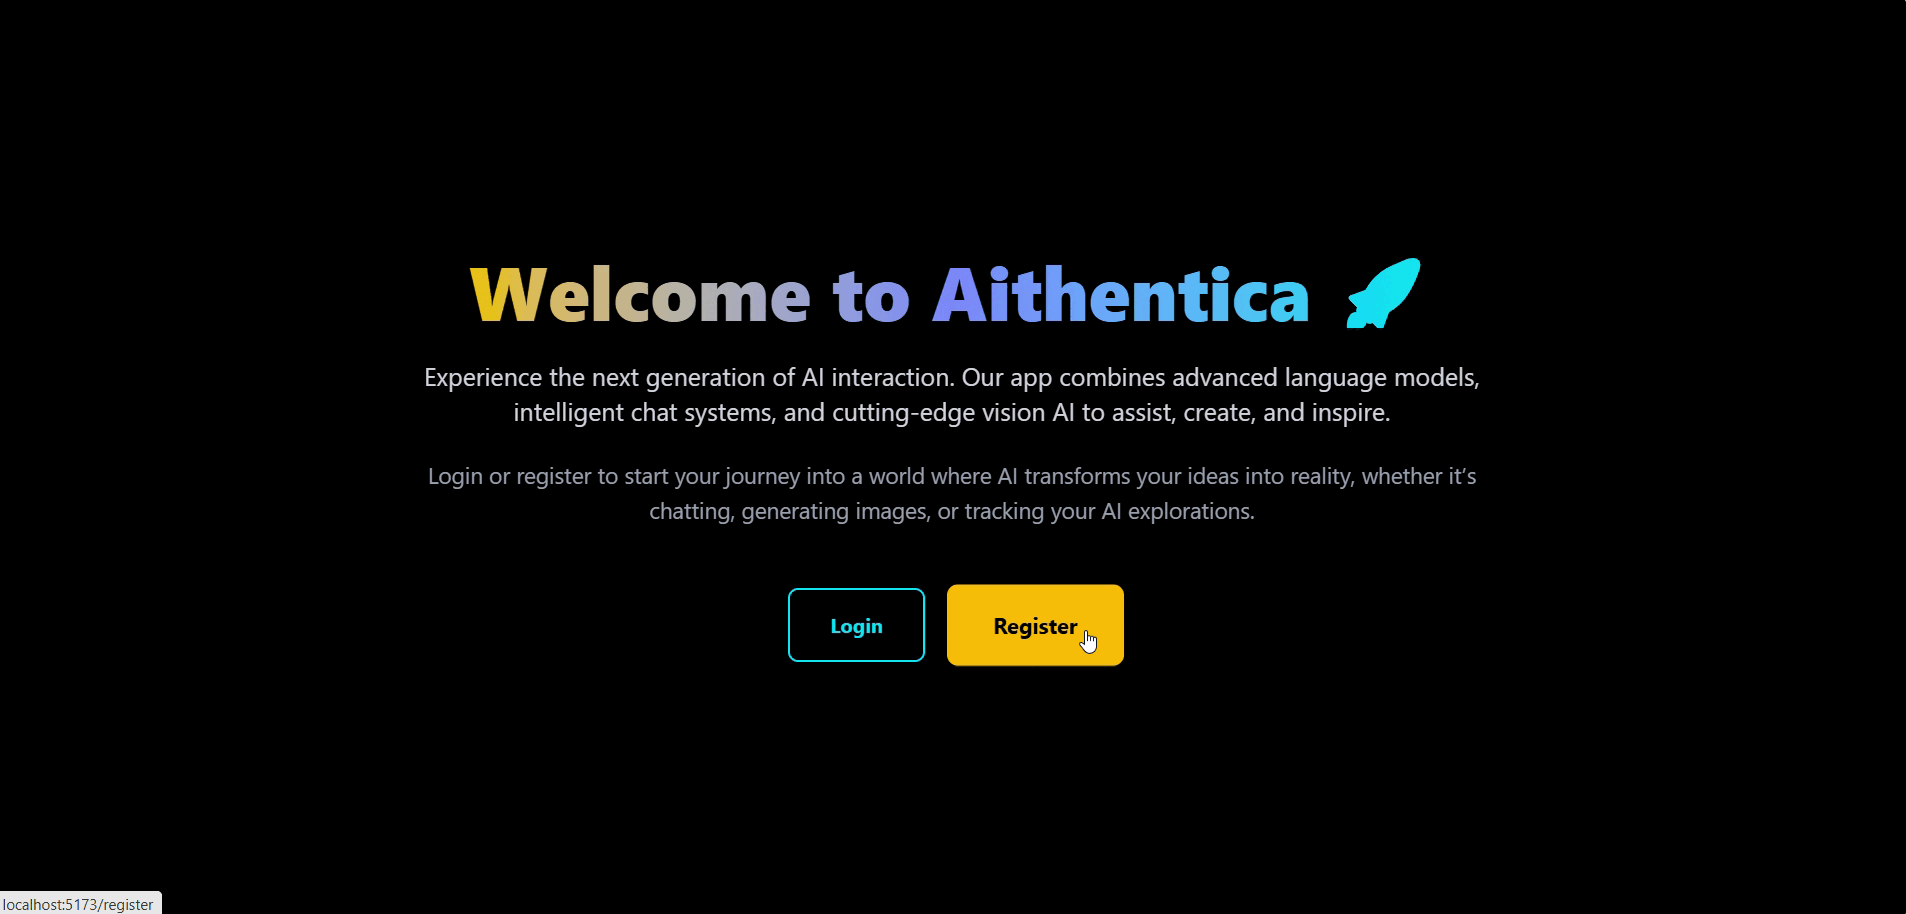 Welcome to Aithentica
Experience the next generation of AI interaction. Our app combines advanced language models,
intelligent chat systems, and cutting-edge vision AI to assist, create, and inspire.
Login or register to start your journey into a world where AI transforms your ideas into reality, whether it’s
chatting, generating images, or tracking your AI explorations.
Login
Register
localhost:5173/register